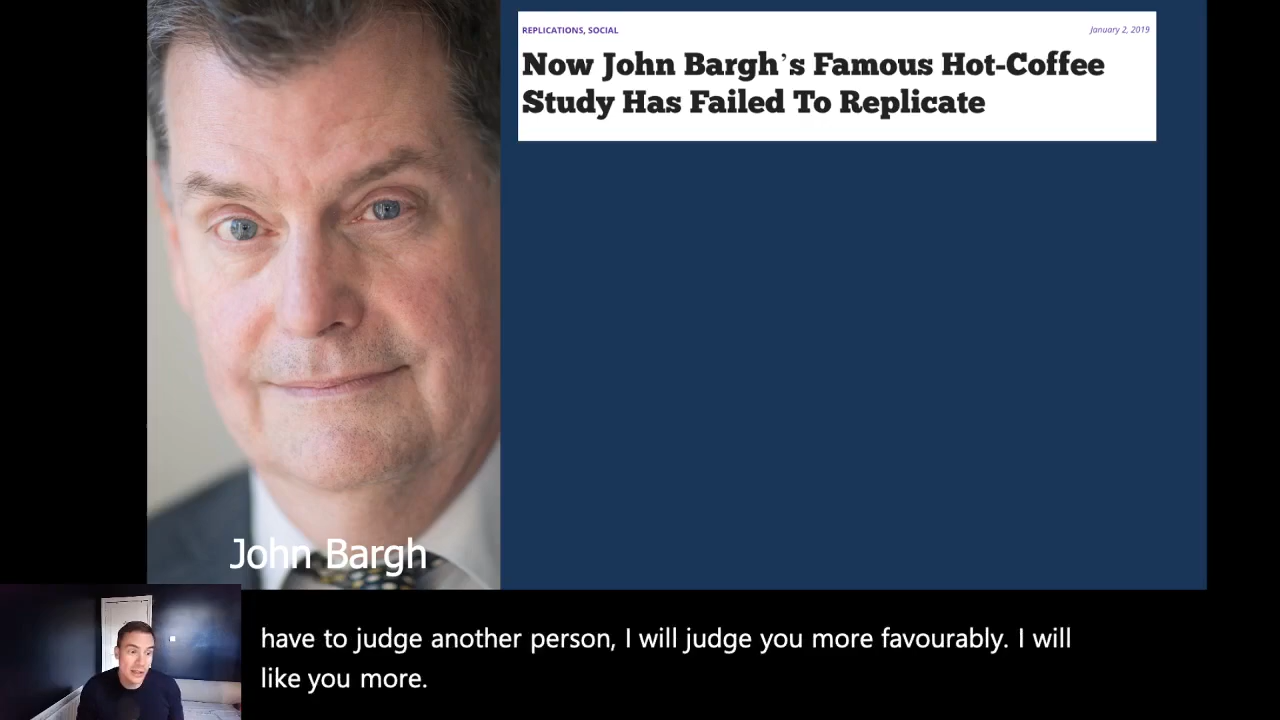 REPLICATIONS, SOCIAL
January 2, 2019
Now John Bargh's Famous Hot-Coffee
Study Has Failed To Replicate
John Bargh
have to judge another person, I will judge you more favourably. I will
like you more.